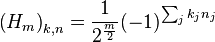 (H_m)_{k,n} = \frac{1}{2^{\frac{m}{2}}} (-1)^{\sum_j k_j n_j}